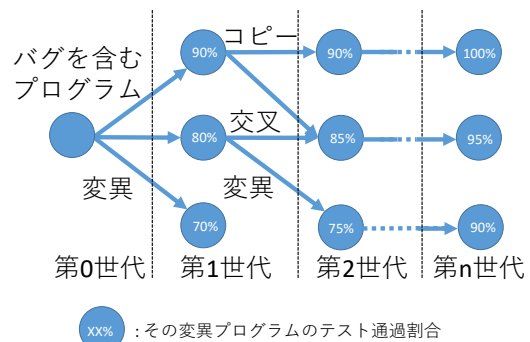 バグを含む
プログラム
コピー
90%
90%
100%
交叉
80%
85%
95%
変異
変異
70%
75%
90%
第0世代
第1世代
第2世代
第n世代
XX%
:その変異プログラムのテスト通過割合